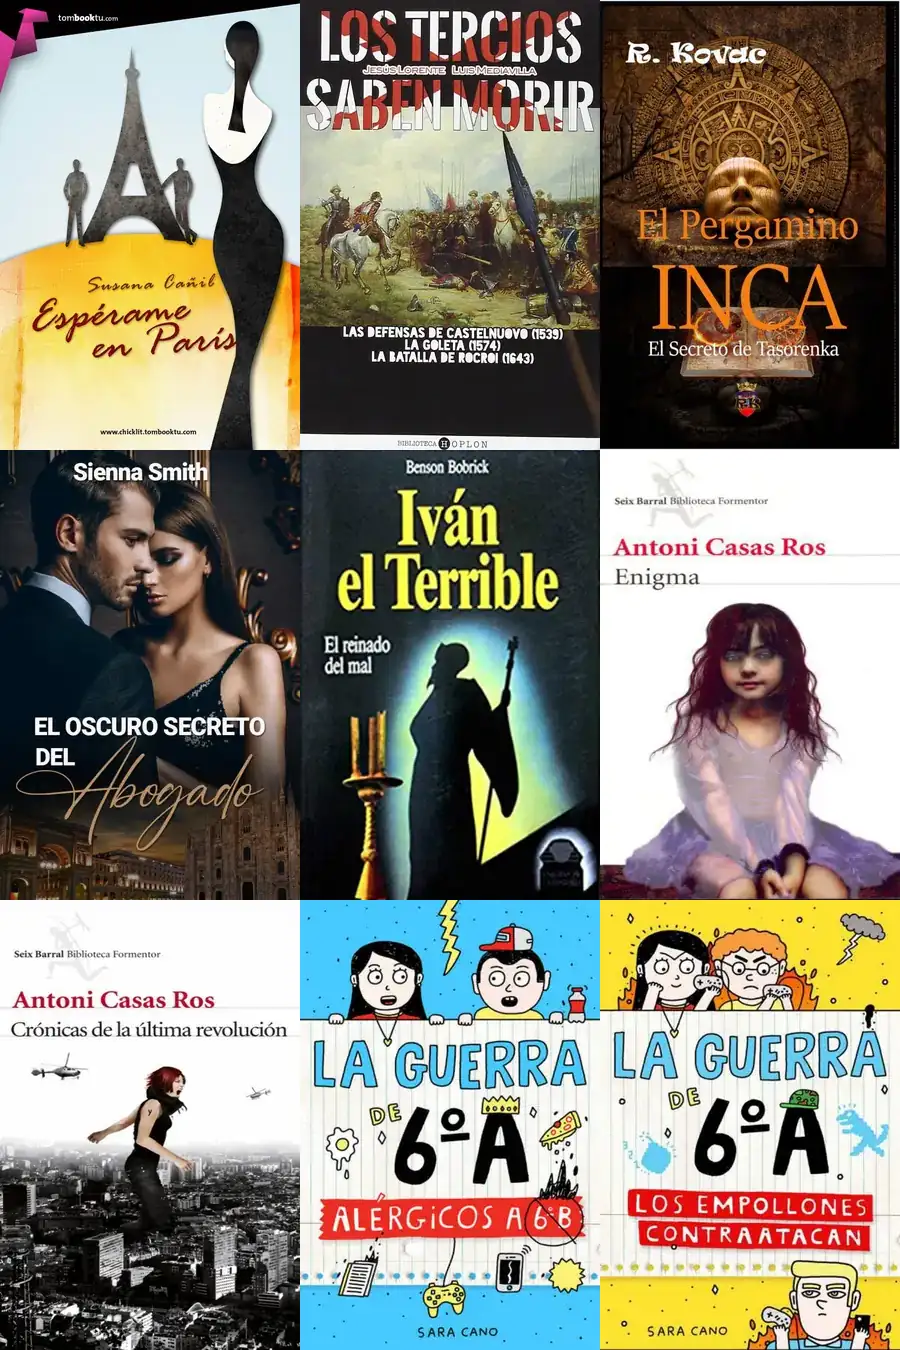 tombooktu.com
Susana Cañil
Espérame
en París
www.chicklit.tombooktu.com
LOS TERCIOS
JESÚS LORENTE LUIS MEDIAVILLA
SABEN MORIR
LAS DEFENSAS DE CASTELNUOVO (1539)
LA GOLETA (1574)
LA BATALLA DE ROCROI (1643)
BIBLIOTECA H OPLON
R. Kovac
El Pergamino
INCA
El Secreto de Tasorenka
Sienna Smith
EL OSCURO SECRETO
DEL
Abogado
Benson Bobrick
Iván
el Terrible
El reinado
del mal
Seix Barral Biblioteca Formentor
Antoni Casas Ros
Enigma
Seix Barral Biblioteca Formentor
Antoni Casas Ros
Crónicas de la última revolución
LA GUERRA
DE
6º A
ALÉRGICOS A 6ºB
SARA CANO
LA GUERRA
DE
6º A
LOS EMPOLLONES
CONTRAATACAN
SARA CANO